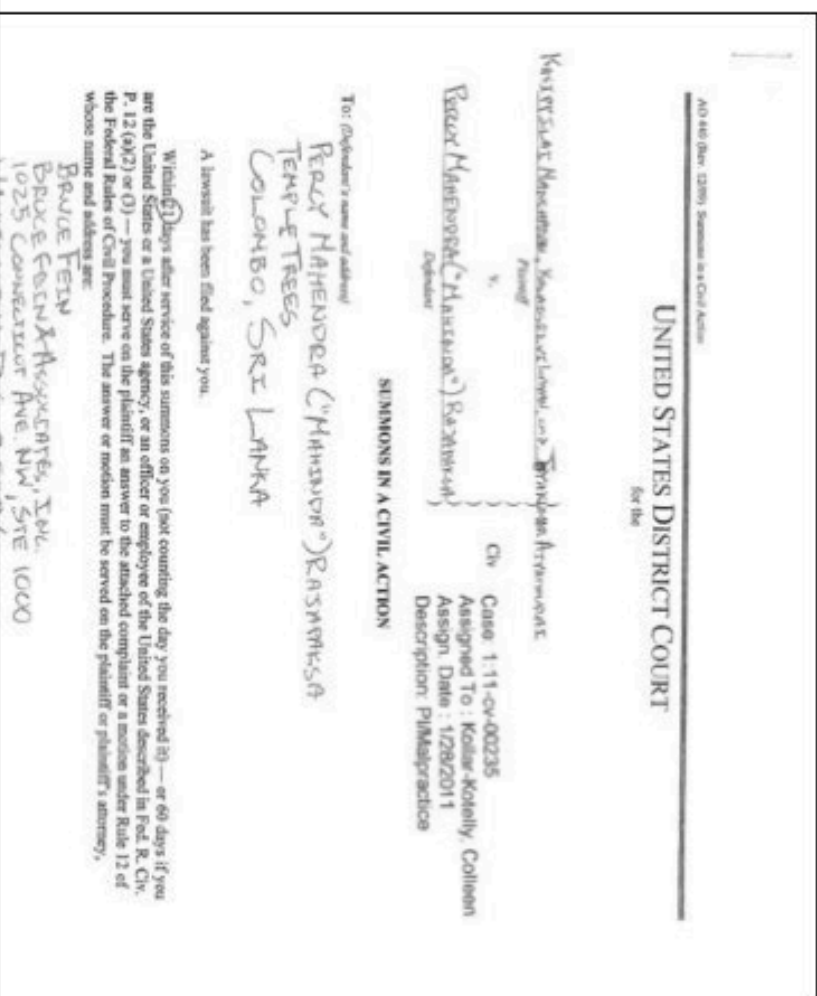 AO 440 (Rev. 12/09) Summons in a Civil Action
UNITED STATES DISTRICT COURT
for the
Plaintiff
v.
PERCY MAHENDRA ("MAHINDA") RAJAPAKSA
Defendant
)
)
)
)
)
Civ
Case: 1:11-cv-00235
Assigned To : Kollar-Kotelly, Colleen
Assign. Date : 1/28/2011
Description: PI/Malpractice
SUMMONS IN A CIVIL ACTION
To: (Defendant's name and address)
PERCY MAHENDRA ("MAHINDA") RAJAPAKSA
TEMPLE TREES
COLOMBO, SRI LANKA
A lawsuit has been filed against you.
Within 21 days after service of this summons on you (not counting the day you received it) — or 60 days if you
are the United States or a United States agency, or an officer or employee of the United States described in Fed. R. Civ.
P. 12 (a)(2) or (3) — you must serve on the plaintiff an answer to the attached complaint or a motion under Rule 12 of
the Federal Rules of Civil Procedure. The answer or motion must be served on the plaintiff or plaintiff's attorney,
whose name and address are:
BRUCE FEIN
BRUCE FEIN & ASSOCIATES, INC.
1025 CONNECTICUT AVE. NW, STE 1000